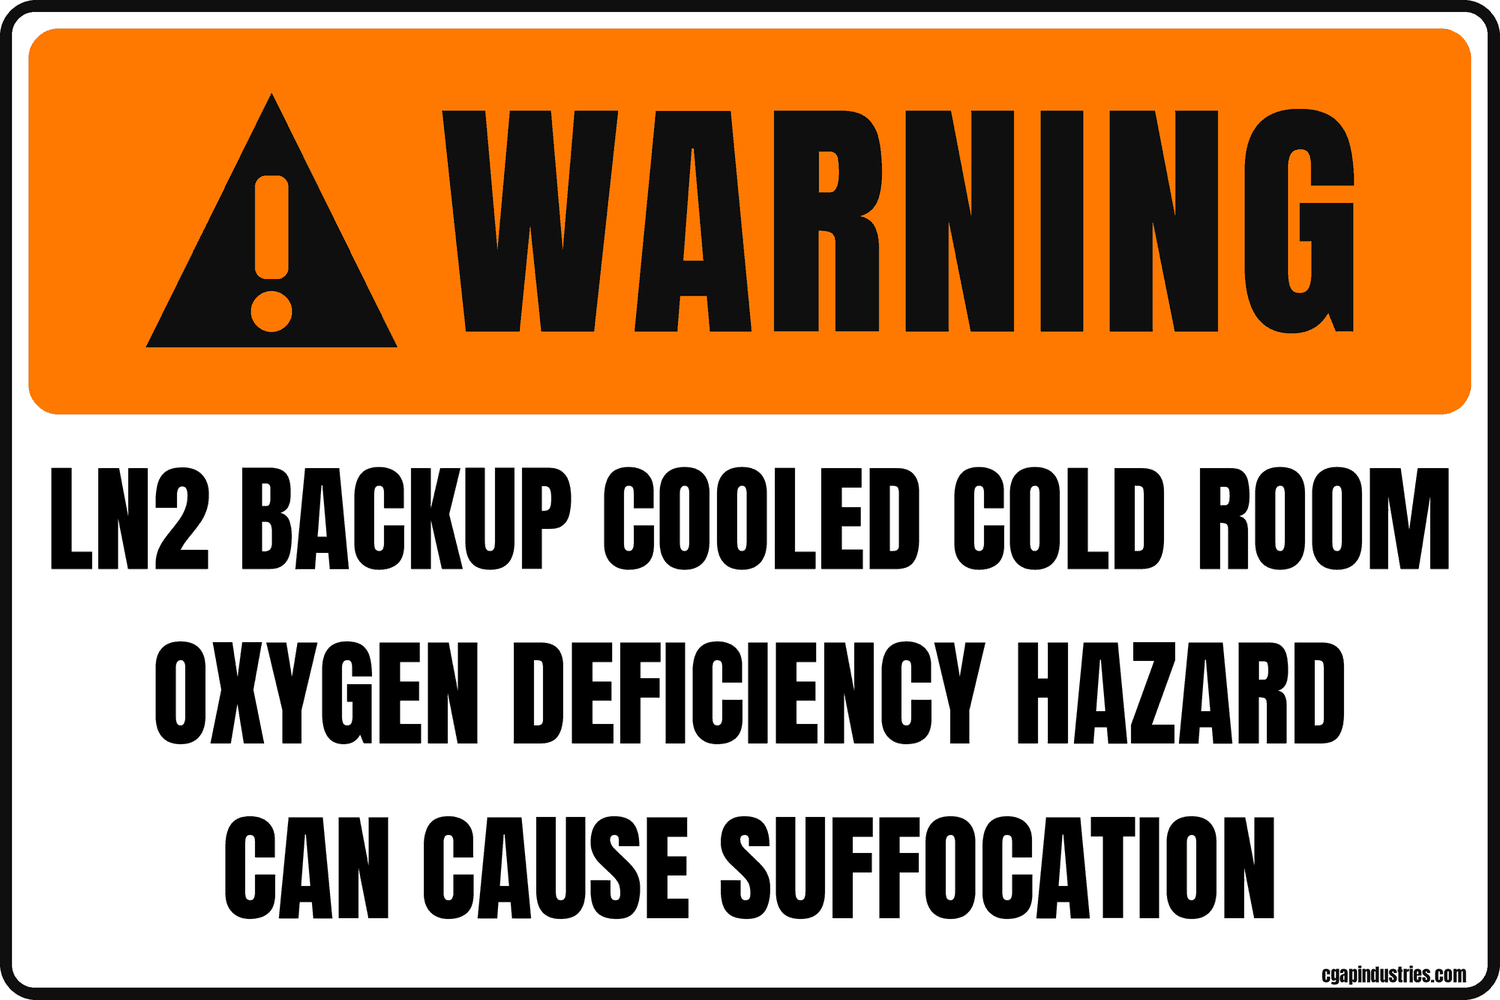 WARNING
LN2 BACKUP COOLED COLD ROOM
OXYGEN DEFICIENCY HAZARD
CAN CAUSE SUFFOCATION
cgapindustries.com